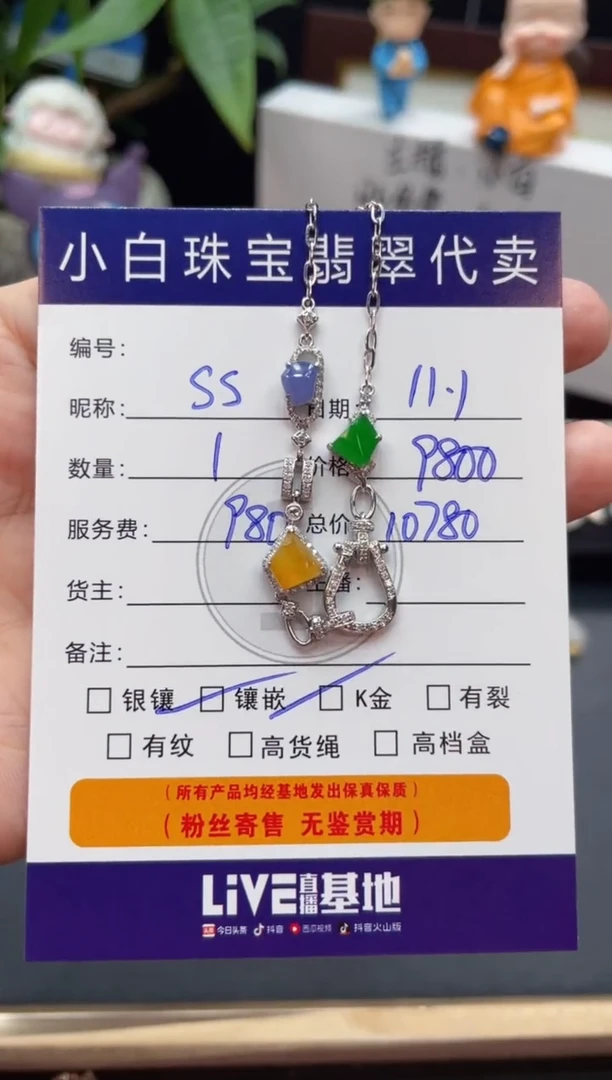 小白珠宝翡翠代卖
编号：
昵称： SS 日期 11.1
数量： 1 价格 9800
服务费： 980 总价 10780
货主： 主播：
备注：
□ 银镶 □ 镶嵌 □ K金 □ 有裂
□ 有纹 □ 高货绳 □ 高档盒
（所有产品均经基地发出保真保质）
（粉丝寄售 无鉴赏期）
LiVE直播基地
头条 今日头条 抖音 西瓜视频 抖音火山版